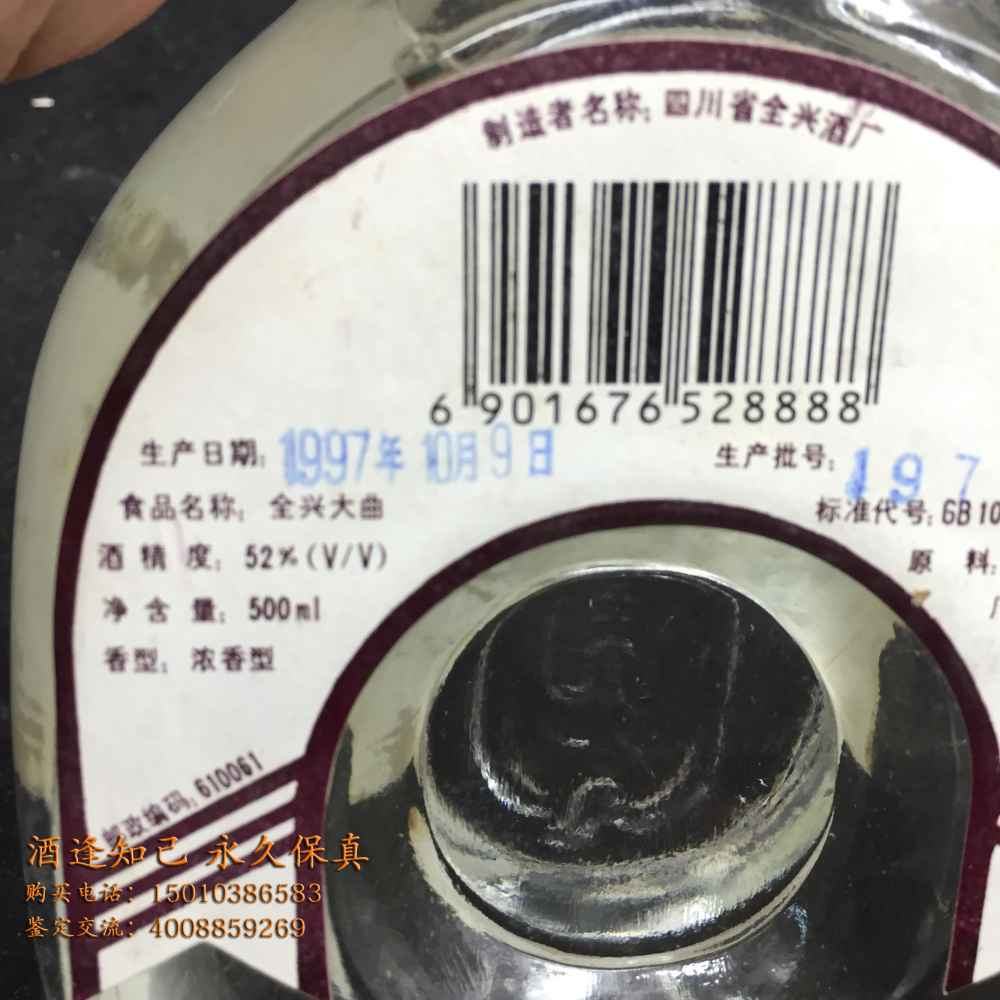 制造者名称: 四川省全兴酒厂
6 901676 528888
生产日期: 1997年10月9日
生产批号: 197
食品名称: 全兴大曲
标准代号: GB10
酒精度: 52%(V/V)
原料:
净含量: 500ml
香型: 浓香型
邮政编码: 610061
酒逢知己 永久保真
购买电话: 15010386583
鉴定交流: 4008859269